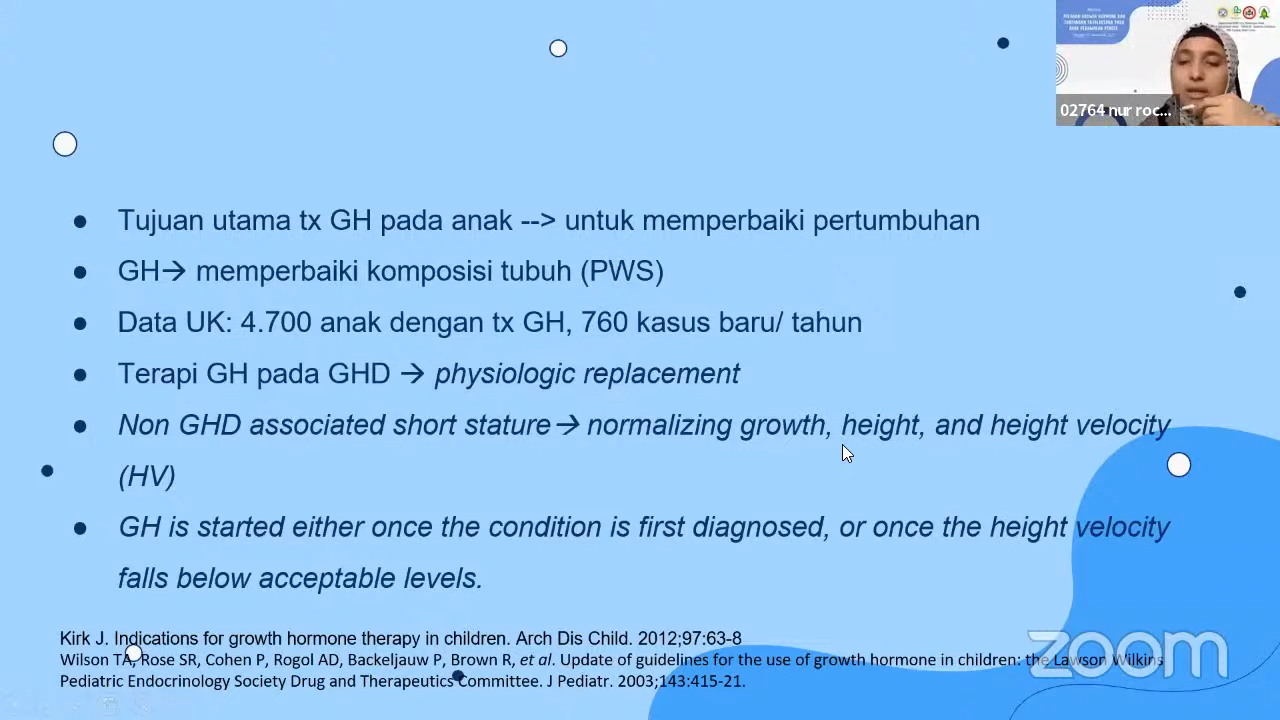 PELATIH GROWTH HORMONE DAN
02764 nur roc...
● Tujuan utama tx GH pada anak --> untuk memperbaiki pertumbuhan
● GH→ memperbaiki komposisi tubuh (PWS)
● Data UK: 4.700 anak dengan tx GH, 760 kasus baru/ tahun
● Terapi GH pada GHD → physiologic replacement
● Non GHD associated short stature→ normalizing growth, height, and height velocity
(HV)
● GH is started either once the condition is first diagnosed, or once the height velocity
falls below acceptable levels.
Kirk J. Indications for growth hormone therapy in children. Arch Dis Child. 2012;97:63-8
Wilson TA, Rose SR, Cohen P, Rogol AD, Backeljauw P, Brown R, et al. Update of guidelines for the use of growth hormone in children: the Lawson Wilkins
Pediatric Endocrinology Society Drug and Therapeutics Committee. J Pediatr. 2003;143:415-21.
zoom